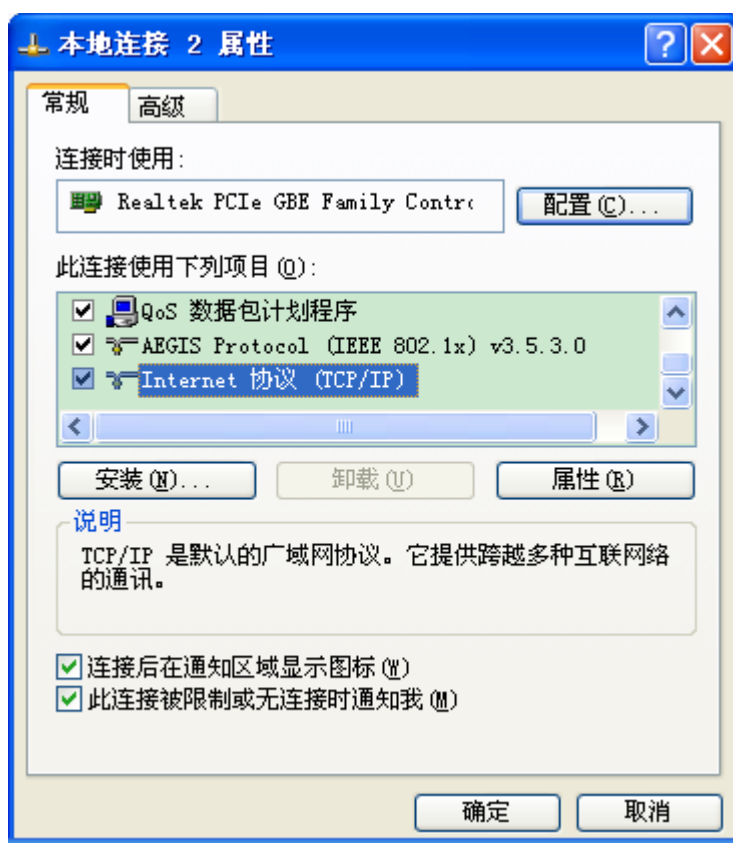 本地连接 2 属性
常规
高级
连接时使用:
Realtek PCIe GBE Family Contr
配置(C)...
此连接使用下列项目(O):
QoS 数据包计划程序
AEGIS Protocol (IEEE 802.1x) v3.5.3.0
Internet 协议 (TCP/IP)
安装(N)...
卸载(U)
属性(R)
说明
TCP/IP 是默认的广域网协议。它提供跨越多种互联网络
的通讯。
连接后在通知区域显示图标(W)
此连接被限制或无连接时通知我(M)
确定
取消